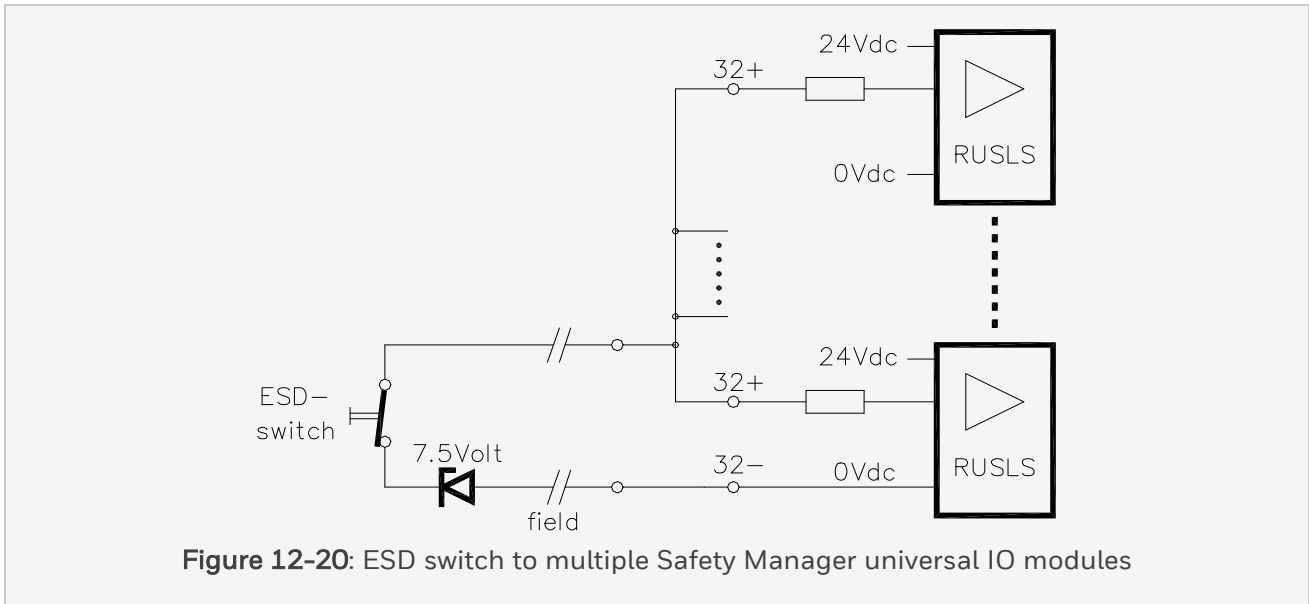 24Vdc
32+
RUSLS
0Vdc
24Vdc
32+
ESD-
switch
7.5Volt
32-
0Vdc
RUSLS
field
Figure 12-20: ESD switch to multiple Safety Manager universal IO modules